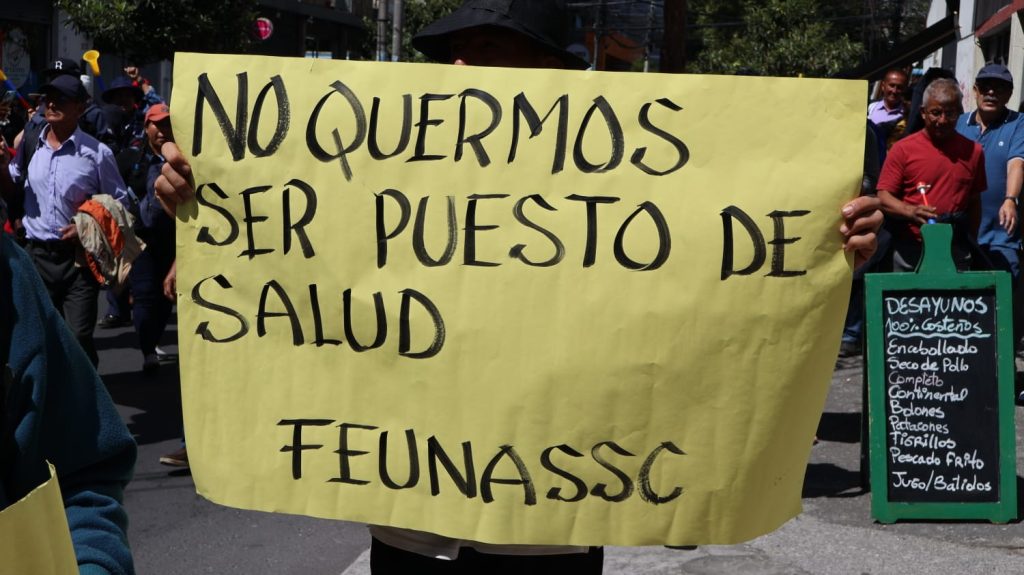 NO QUERMOS
SER PUESTO DE
SALUD
FEUNASSC
DESAYUNOS
100% Costeños
Encebollado
Seco de Pollo
Completo
Continental
Bolones
Patacones
Tigrillos
Pescado Frito
Jugo/Batidos